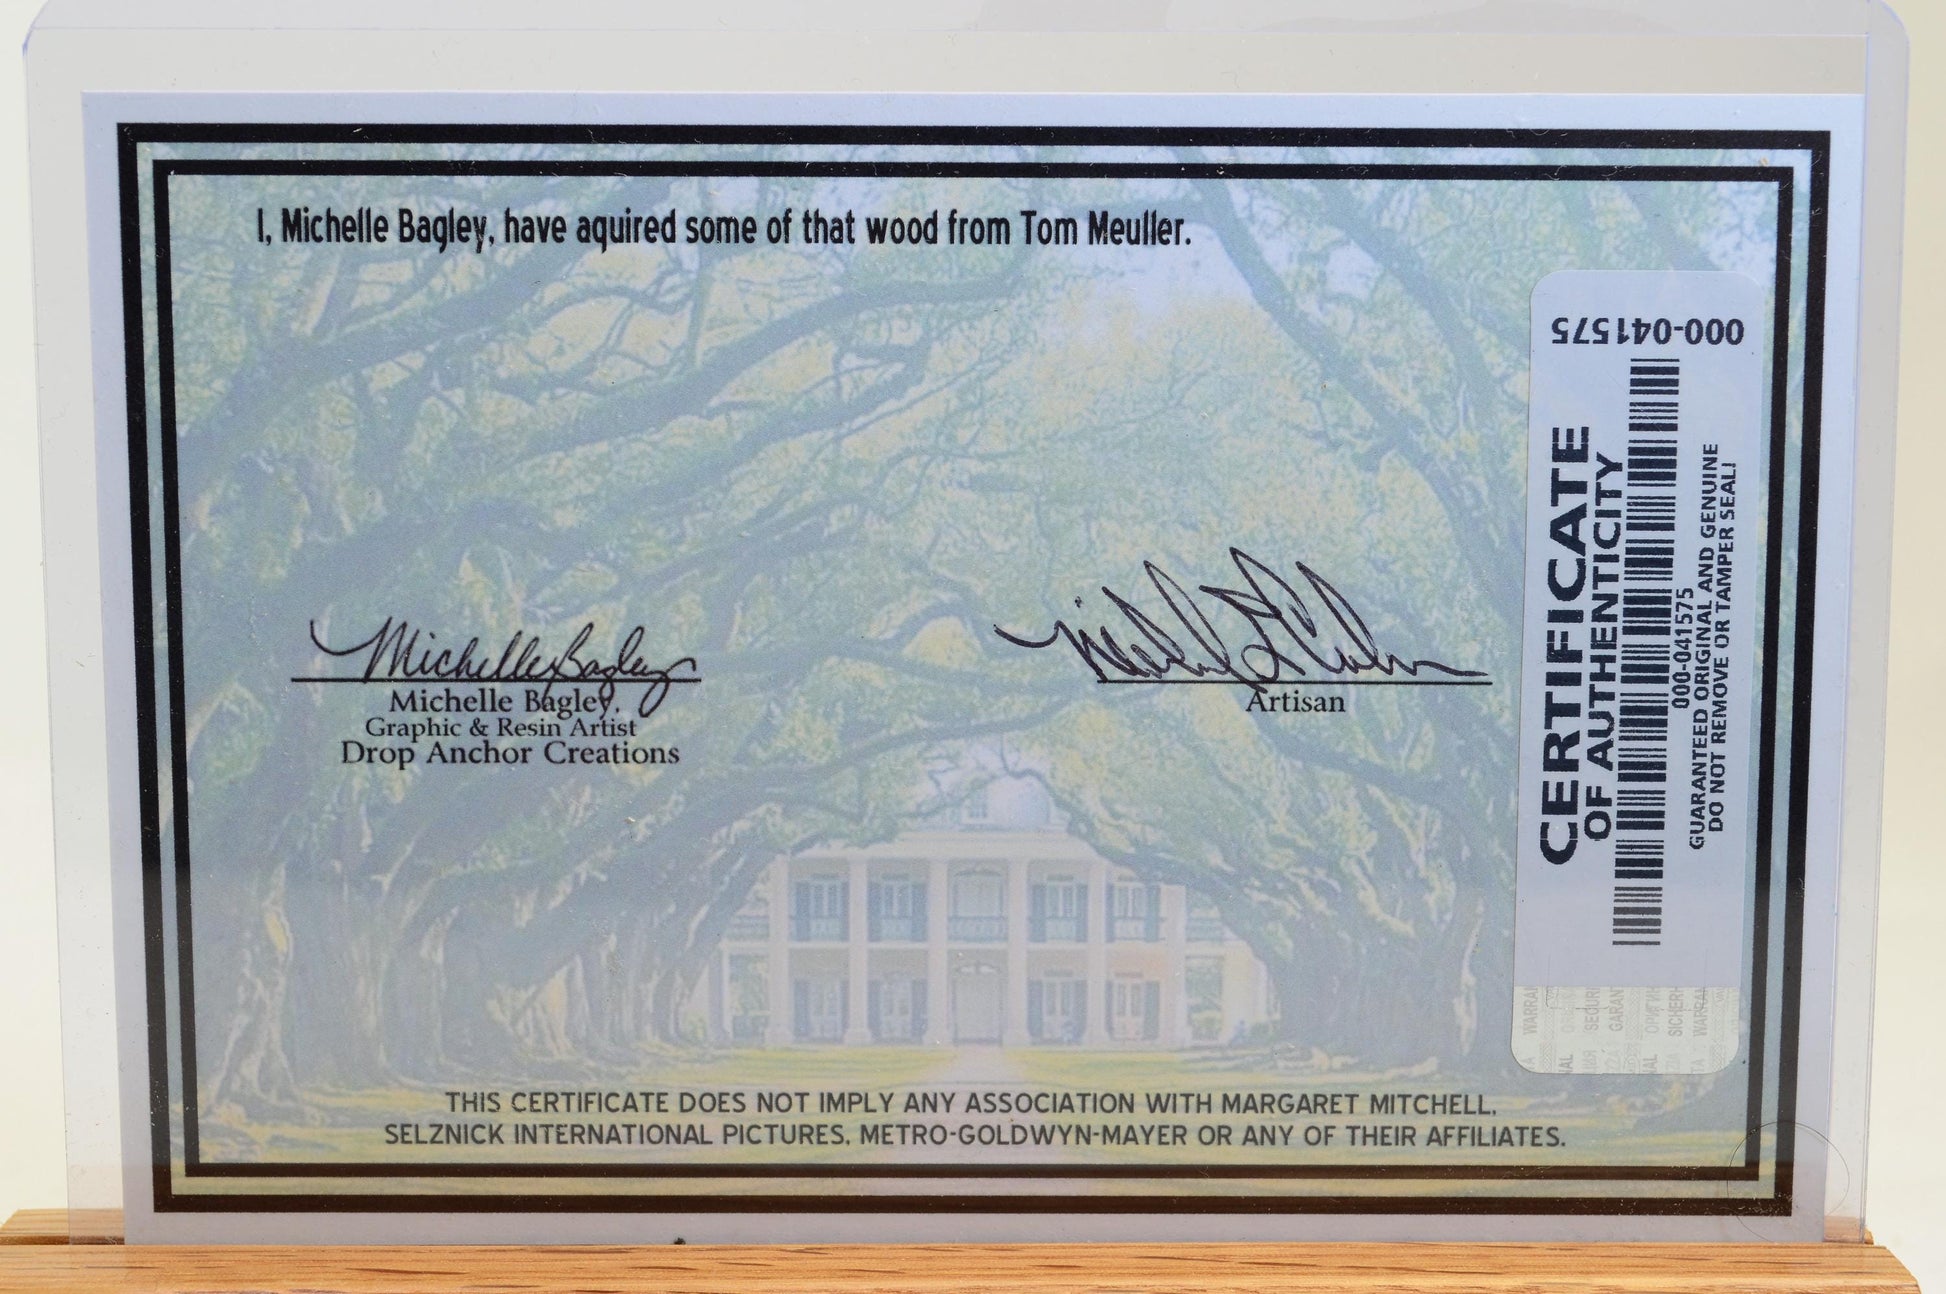 I, Michelle Bagley, have aquired some of that wood from Tom Meuller.
000-041575
CERTIFICATE
OF AUTHENTICITY
000-041575
GUARANTEED ORIGINAL AND GENUINE
DO NOT REMOVE OR TAMPER SEAL!
Michelle Bagley
Michelle Bagley,
Graphic & Resin Artist
Drop Anchor Creations
Artisan
THIS CERTIFICATE DOES NOT IMPLY ANY ASSOCIATION WITH MARGARET MITCHELL,
SELZNICK INTERNATIONAL PICTURES, METRO-GOLDWYN-MAYER OR ANY OF THEIR AFFILIATES.